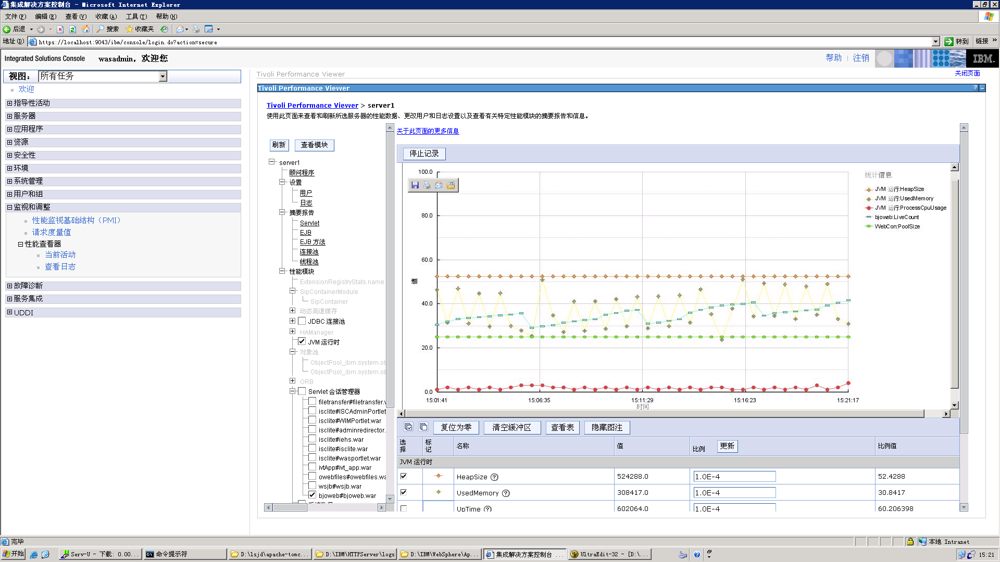 集成解决方案控制台 - Microsoft Internet Explorer
文件(F) 编辑(E) 查看(V) 收藏(A) 工具(T) 帮助(H)
后退 搜索 收藏夹
地址(D) https://localhost:9043/ibm/console/login.do?action=secure 转到 链接 »
Integrated Solutions Console wasadmin，欢迎您 帮助 | 注销 IBM.
视图： 所有任务
欢迎
指导性活动
服务器
应用程序
资源
安全性
环境
系统管理
用户和组
监视和调整
性能监视基础结构（PMI）
请求度量值
性能查看器
当前活动
查看日志
故障诊断
服务集成
UDDI
Tivoli Performance Viewer 关闭页面
Tivoli Performance Viewer ? –
Tivoli Performance Viewer > server1
使用此页面来查看和刷新所选服务器的性能数据、更改用户和日志设置以及查看有关特定性能模块的摘要报告和信息。
刷新 查看模块
server1
顾问程序
设置
用户
日志
摘要报告
Servlet
EJB
EJB 方法
连接池
线程池
性能模块
ExtensionRegistryStats.name
SipContainerModule
SipContainer
动态高速缓存
JDBC 连接池
HAManager
JVM 运行时
对象池
ObjectPool_ibm.system.ob
ObjectPool_ibm.system.ob
ORB
Servlet 会话管理器
filetransfer#filetransfer.
isclite#ISCAdminPortlet
isclite#WIMPortlet.war
isclite#adminredirector.
isclite#iehs.war
isclite#isclite.war
isclite#wasportlet.war
ivtApp#ivt_app.war
owebfiles#owebfiles.wa
wsjb#wsjb.war
bjoweb#bjoweb.war
关于此页面的更多信息
停止记录
100.0
80.0
60.0
40.0
20.0
0.0
值
15:01:41 15:06:35 15:11:29 15:16:23 15:21:17
时间
统计信息
JVM 运行:HeapSize
JVM 运行:UsedMemory
JVM 运行:ProcessCpuUsage
bjoweb:LiveCount
WebCon:PoolSize
复位为零 清空缓冲区 查看表 隐藏图注
选择 标记 名称 值 比例 更新 比例值
JVM 运行时
HeapSize ? 524288.0 1.0E-4 52.4288
UsedMemory ? 308417.0 1.0E-4 30.8417
UpTime ? 602064.0 1.0E-4 60.206398
完毕 本地 Intranet
开始 Serv-U - 下载: 0.00... 命令提示符 D:\lsjd\apache-tomc... D:\IBM\HTTPServer\logs D:\IBM\WebSphere\Ap... 集成解决方案控制台 ... UltraEdit-32 - [D:\... 15:21